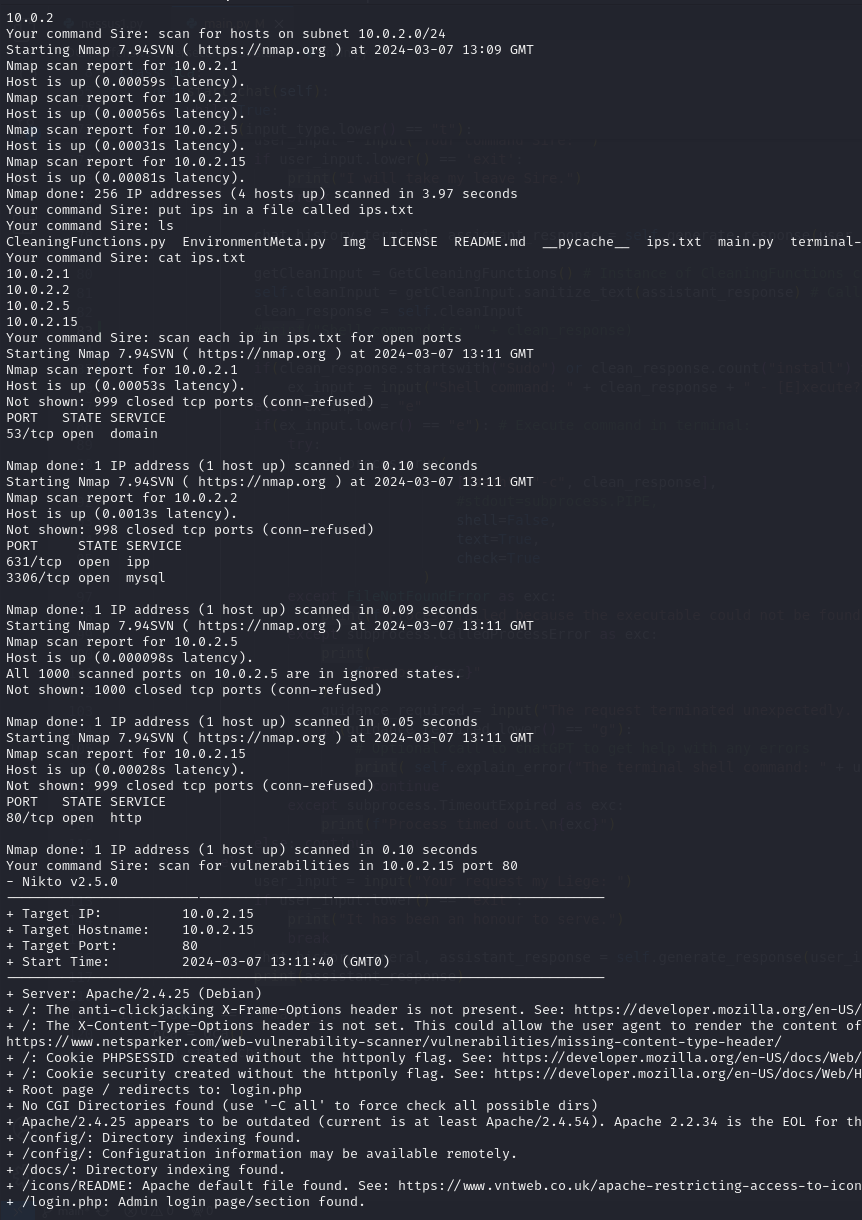 10.0.2
Your command Sire: scan for hosts on subnet 10.0.2.0/24
Starting Nmap 7.94SVN ( https://nmap.org ) at 2024-03-07 13:09 GMT
Nmap scan report for 10.0.2.1
Host is up (0.00059s latency).
Nmap scan report for 10.0.2.2
Host is up (0.00056s latency).
Nmap scan report for 10.0.2.5
Host is up (0.00031s latency).
Nmap scan report for 10.0.2.15
Host is up (0.00081s latency).
Nmap done: 256 IP addresses (4 hosts up) scanned in 3.97 seconds
Your command Sire: put ips in a file called ips.txt
Your command Sire: ls
CleaningFunctions.py  EnvironmentMeta.py  Img  LICENSE  README.md  __pycache__  ips.txt  main.py  terminal-
Your command Sire: cat ips.txt
10.0.2.1
10.0.2.2
10.0.2.5
10.0.2.15
Your command Sire: scan each ip in ips.txt for open ports
Starting Nmap 7.94SVN ( https://nmap.org ) at 2024-03-07 13:11 GMT
Nmap scan report for 10.0.2.1
Host is up (0.00053s latency).
Not shown: 999 closed tcp ports (conn-refused)
PORT   STATE SERVICE
53/tcp open  domain

Nmap done: 1 IP address (1 host up) scanned in 0.10 seconds
Starting Nmap 7.94SVN ( https://nmap.org ) at 2024-03-07 13:11 GMT
Nmap scan report for 10.0.2.2
Host is up (0.0013s latency).
Not shown: 998 closed tcp ports (conn-refused)
PORT     STATE SERVICE
631/tcp  open  ipp
3306/tcp open  mysql

Nmap done: 1 IP address (1 host up) scanned in 0.09 seconds
Starting Nmap 7.94SVN ( https://nmap.org ) at 2024-03-07 13:11 GMT
Nmap scan report for 10.0.2.5
Host is up (0.000098s latency).
All 1000 scanned ports on 10.0.2.5 are in ignored states.
Not shown: 1000 closed tcp ports (conn-refused)

Nmap done: 1 IP address (1 host up) scanned in 0.05 seconds
Starting Nmap 7.94SVN ( https://nmap.org ) at 2024-03-07 13:11 GMT
Nmap scan report for 10.0.2.15
Host is up (0.00028s latency).
Not shown: 999 closed tcp ports (conn-refused)
PORT   STATE SERVICE
80/tcp open  http

Nmap done: 1 IP address (1 host up) scanned in 0.10 seconds
Your command Sire: scan for vulnerabilities in 10.0.2.15 port 80
- Nikto v2.5.0
+ Target IP:          10.0.2.15
+ Target Hostname:    10.0.2.15
+ Target Port:        80
+ Start Time:         2024-03-07 13:11:40 (GMT0)
+ Server: Apache/2.4.25 (Debian)
+ /: The anti-clickjacking X-Frame-Options header is not present. See: https://developer.mozilla.org/en-US/
+ /: The X-Content-Type-Options header is not set. This could allow the user agent to render the content of
https://www.netsparker.com/web-vulnerability-scanner/vulnerabilities/missing-content-type-header/
+ /: Cookie PHPSESSID created without the httponly flag. See: https://developer.mozilla.org/en-US/docs/Web/
+ /: Cookie security created without the httponly flag. See: https://developer.mozilla.org/en-US/docs/Web/H
+ Root page / redirects to: login.php
+ No CGI Directories found (use '-C all' to force check all possible dirs)
+ Apache/2.4.25 appears to be outdated (current is at least Apache/2.4.54). Apache 2.2.34 is the EOL for th
+ /config/: Directory indexing found.
+ /config/: Configuration information may be available remotely.
+ /docs/: Directory indexing found.
+ /icons/README: Apache default file found. See: https://www.vntweb.co.uk/apache-restricting-access-to-icon
+ /login.php: Admin login page/section found.